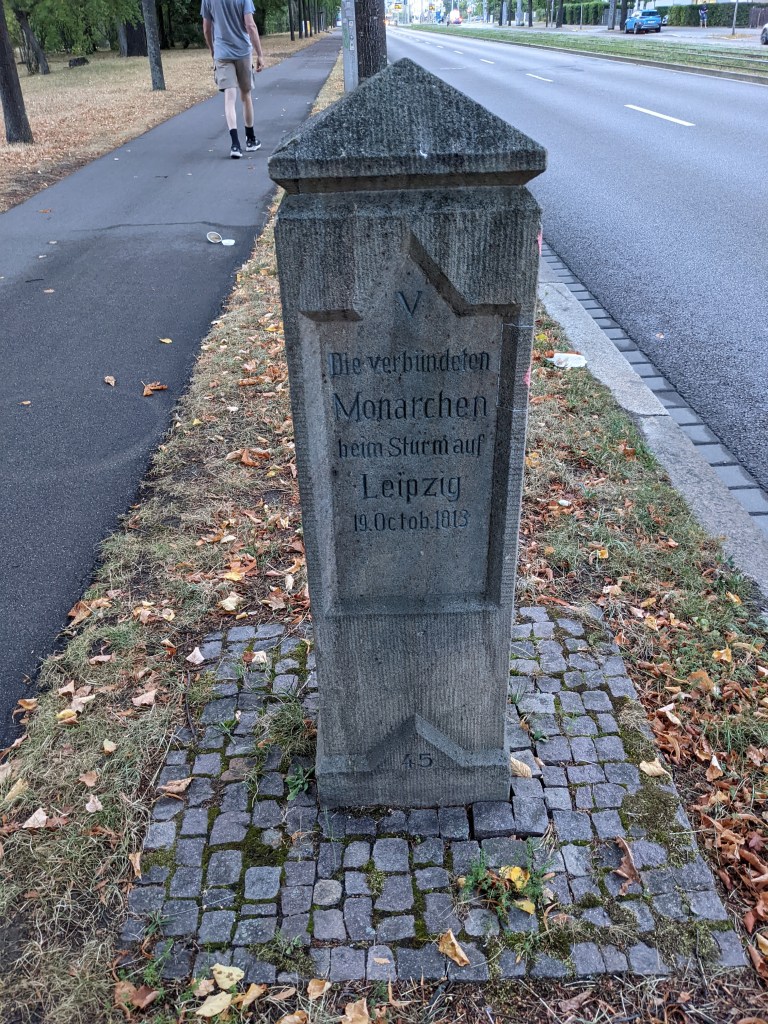 V
Die verbündeten
Monarchen
beim Sturm auf
Leipzig
19.Octob.1813
45